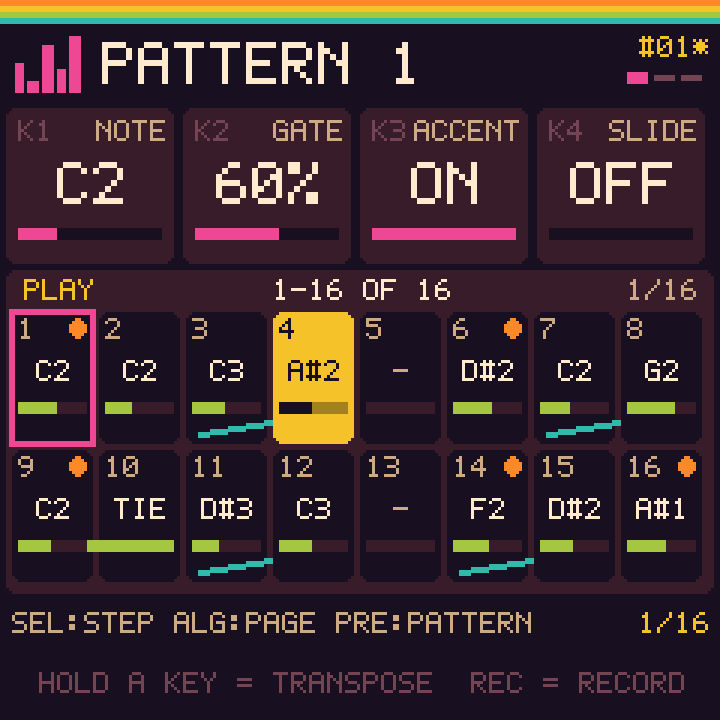 PATTERN 1 #01*
K1 NOTE K2 GATE K3 ACCENT K4 SLIDE
C2 60% ON OFF
PLAY 1-16 OF 16 1/16
1 2 3 4 5 6 7 8
C2 C2 C3 A#2 - D#2 C2 G2
9 10 11 12 13 14 15 16
C2 TIE D#3 C3 - F2 D#2 A#1
SEL:STEP ALG:PAGE PRE:PATTERN 1/16
HOLD A KEY = TRANSPOSE REC = RECORD